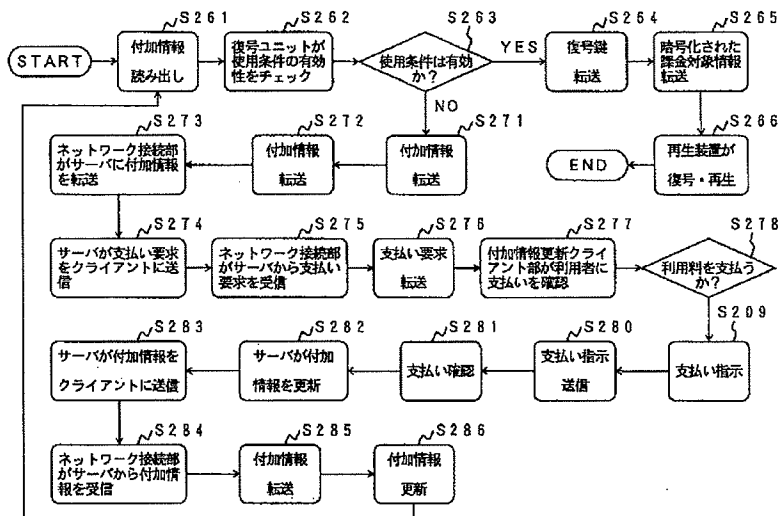 START
S261
付加情報
読み出し
S262
復号ユニットが
使用条件の有効
性をチェック
S263
使用条件は有効
か?
YES
NO
S264
復号鍵
転送
S265
暗号化された
課金対象情報
転送
S266
再生装置が
復号・再生
END
S271
付加情報
転送
S272
付加情報
転送
S273
ネットワーク接続部
がサーバに付加情報
を転送
S274
サーバが支払い要求
をクライアントに送
信
S275
ネットワーク接続部
がサーバから支払い
要求を受信
S276
支払い要求
転送
S277
付加情報更新クライ
アント部が利用者に
支払いを確認
S278
利用料を支払う
か?
S209
支払い指示
S280
支払い指示
送信
S281
支払い確認
S282
サーバが付加
情報を更新
S283
サーバが付加情報を
クライアントに送信
S284
ネットワーク接続部
がサーバから付加情
報を受信
S285
付加情報
転送
S286
付加情報
更新